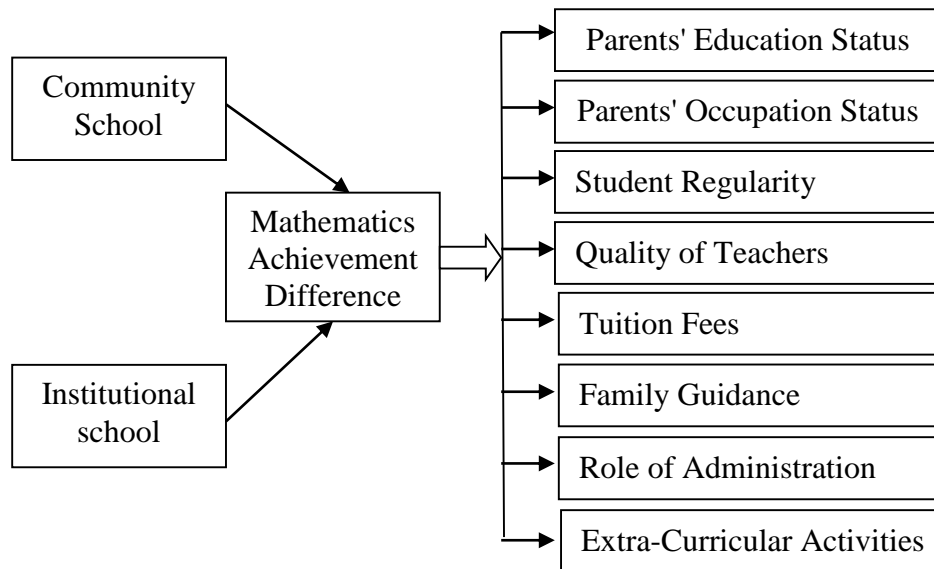 Community
School
Institutional
school
Mathematics
Achievement
Difference
Parents' Education Status
Parents' Occupation Status
Student Regularity
Quality of Teachers
Tuition Fees
Family Guidance
Role of Administration
Extra-Curricular Activities